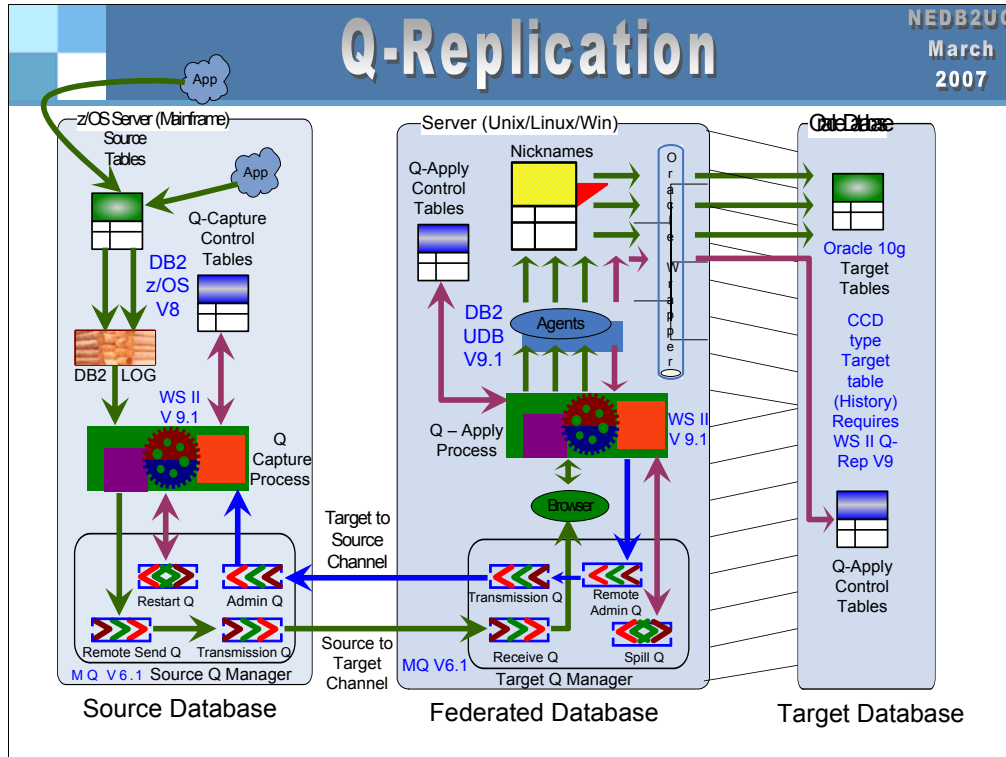 Q-Replication
NEDB2UG
March
2007
App
z/OS Server (Mainframe)
Source
Tables
App
Q-Capture
Control
Tables
DB2
z/OS
V8
DB2 LOG
WS II
V 9.1
Q
Capture
Process
Restart Q
Admin Q
Remote Send Q
Transmission Q
MQ V6.1
Source Q Manager
Source Database
Target to
Source
Channel
Source to
Target
Channel
Server (Unix/Linux/Win)
Nicknames
Q-Apply
Control
Tables
Oracle Wrapper
DB2
UDB
V9.1
Agents
Q – Apply
Process
WS II
V 9.1
Browser
Transmission Q
Remote
Admin Q
Receive Q
Spill Q
MQ V6.1
Target Q Manager
Federated Database
Oracle Database
Oracle 10g
Target
Tables
CCD
type
Target
table
(History)
Requires
WS II Q-
Rep V9
Q-Apply
Control
Tables
Target Database